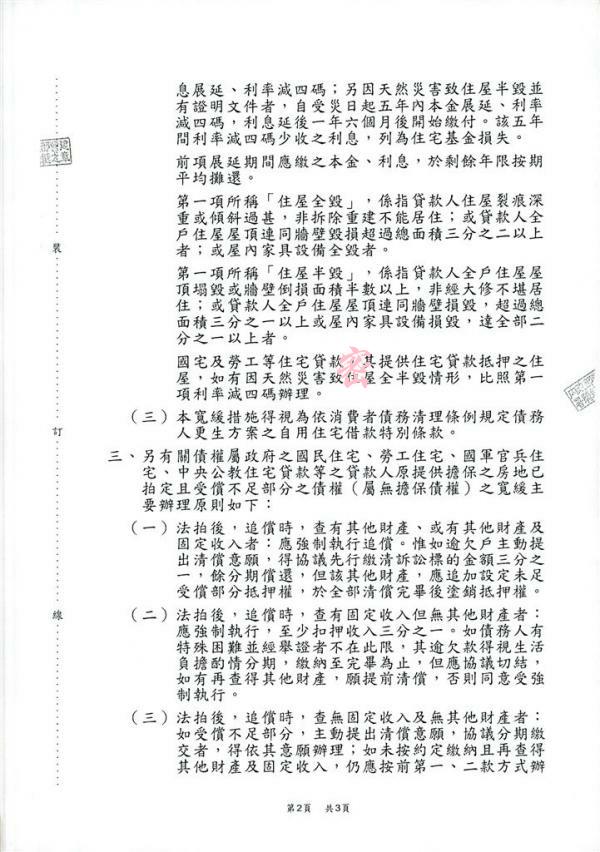 息展延、利率減四碼；另因天然災害致住屋半毀並
有證明文件者，自受災日起五年內本金展延、利率
減四碼，利息延後一年六個月後開始繳付。該五年
間利率減四碼少收之利息，列為住宅基金損失。
前項展延期間應繳之本金、利息，於剩餘年限按期
平均攤還。
第一項所稱「住屋全毀」，係指貸款人住屋裂痕深
重或傾斜過甚，非拆除重建不能居住；或貸款人全
戶住屋屋頂連同牆壁毀損超過總面積三分之二以上
者；或屋內家具設備全毀者。
第一項所稱「住屋半毀」，係指貸款人全戶住屋屋
頂塌毀或牆壁倒損面積半數以上，非經大修不堪居
住；或貸款人全戶住屋屋頂連同牆壁毀損，超過總
面積三分之一以上或屋內家具設備損毀，達全部二
分之一以上者。
國宅及勞工等住宅貸款，其提供住宅貸款抵押之住
屋，如有因天然災害致住屋全半毀情形，比照第一
項利率減四碼辦理。
密
（三）本寬緩措施得視為依消費者債務清理條例規定債務
人更生方案之自用住宅借款特別條款。
三、另有關債權屬政府之國民住宅、勞工住宅、國軍官兵住
宅、中央公教住宅貸款等之貸款人原提供擔保之房地已
拍定且受償不足部分之債權（屬無擔保債權）之寬緩主
要辦理原則如下：
（一）法拍後，追償時，查有其他財產、或有其他財產及
固定收入者：應強制執行追償。惟如逾欠戶主動提
出清償意願，得協議先行繳清訴訟標的金額三分之
一，餘分期償還，但該其他財產，應追加設定未足
受償部分抵押權，於全部清償完畢後塗銷抵押權。
（二）法拍後，追償時，查有固定收入但無其他財產者：
應強制執行，至少扣押收入三分之一。如債務人有
特殊困難並經舉證者不在此限，其逾欠款得視生活
負擔酌情分期，繳納至完畢為止，但應協議切結，
如有再查得其他財產，願提前清償，否則同意受強
制執行。
（三）法拍後，追償時，查無固定收入及無其他財產者：
如受償不足部分，主動提出清償意願，協議分期繳
交者，得依其意願辦理；如未按約定繳納且再查得
其他財產及固定收入，仍應按前第一、二款方式辦
裝
訂
線
第2頁 共3頁